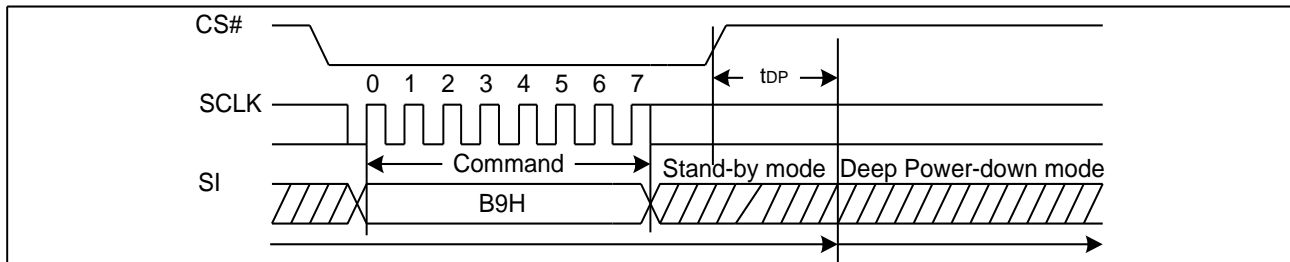 CS#
tDP
0 1 2 3 4 5 6 7
SCLK
Command
Stand-by mode Deep Power-down mode
SI
B9H